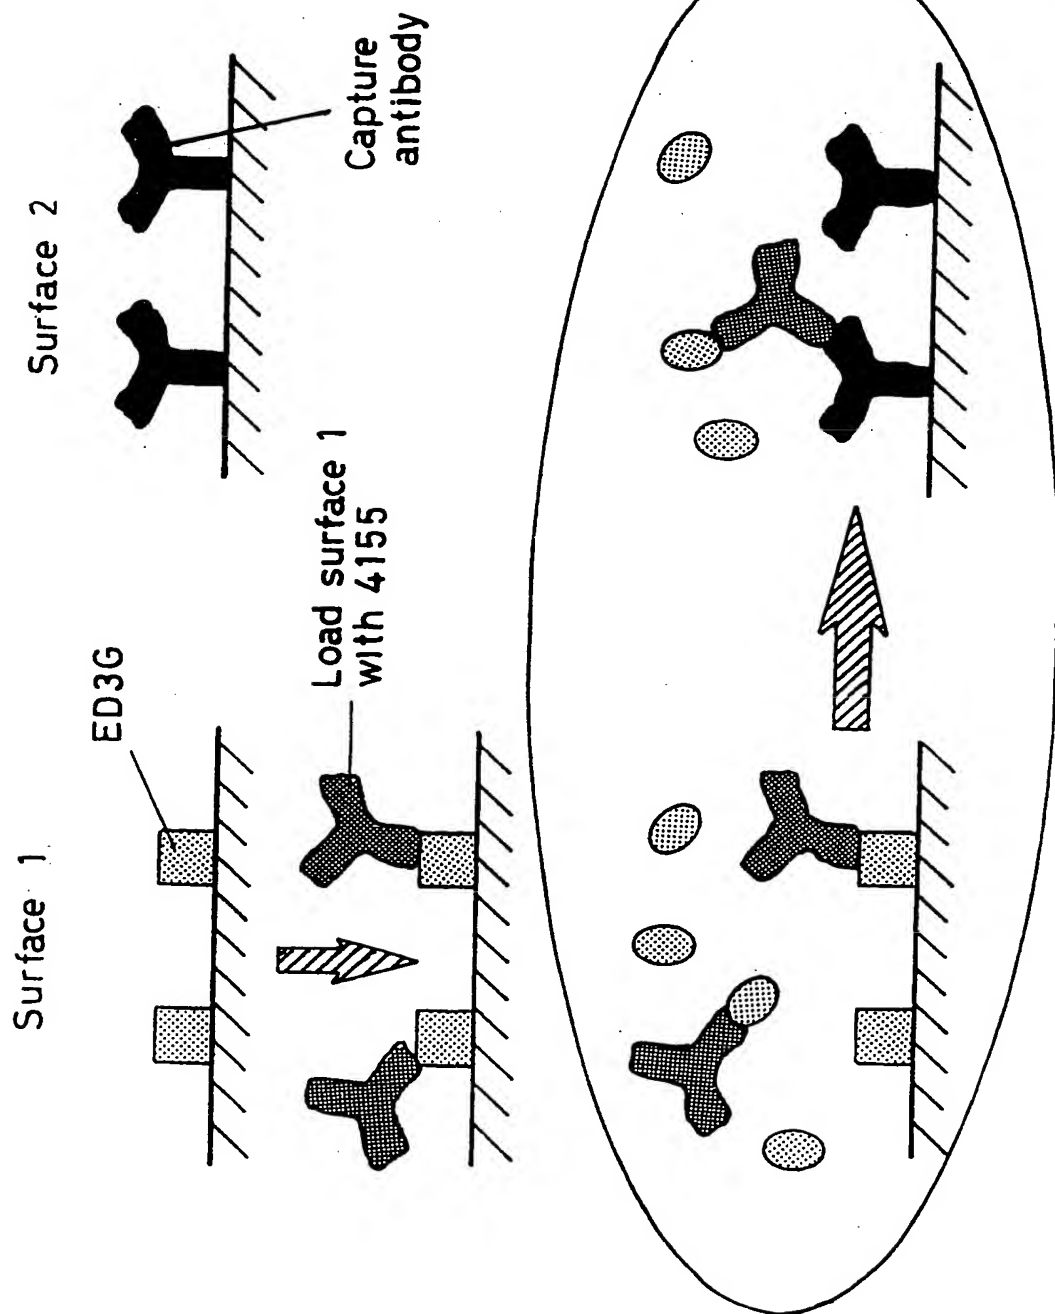 Surface 1
Surface 2
ED3G
Capture
antibody
Load surface 1
with 4155